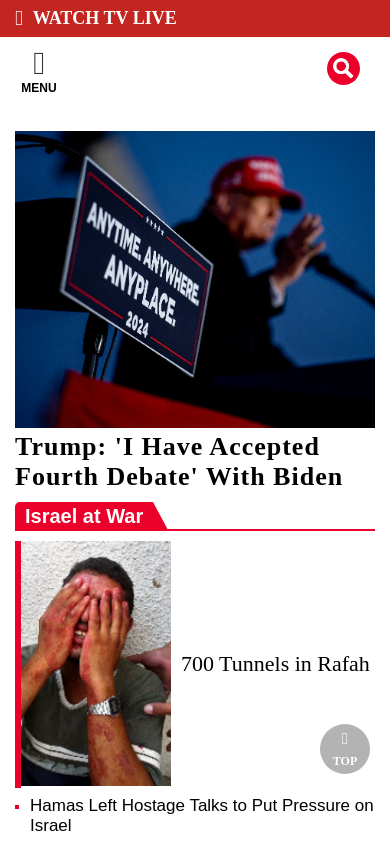 WATCH TV LIVE
MENU
ANYTIME. ANYWHERE.
ANYPLACE.
2024
Trump: 'I Have Accepted
Fourth Debate' With Biden
Israel at War
700 Tunnels in Rafah
TOP
Hamas Left Hostage Talks to Put Pressure on
Israel